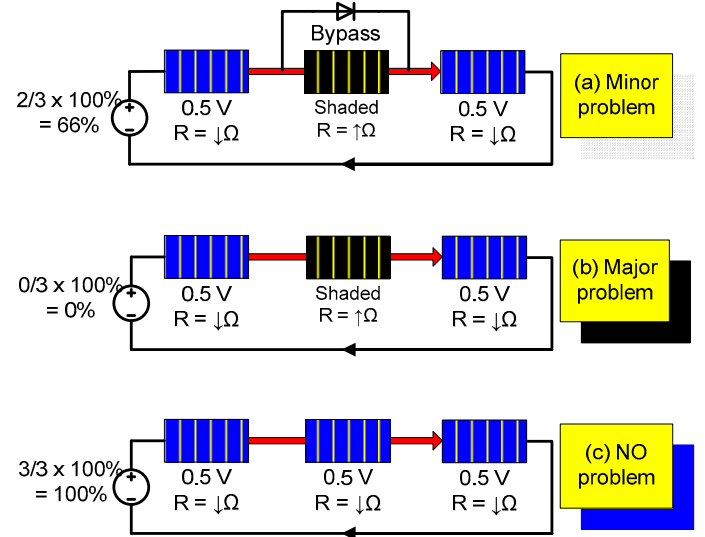 Bypass
2/3 x 100%
= 66%
+
−
0.5 V
R = ↓Ω
Shaded
R = ↑Ω
0.5 V
R = ↓Ω
(a) Minor
problem
0/3 x 100%
= 0%
+
−
0.5 V
R = ↓Ω
Shaded
R = ↑Ω
0.5 V
R = ↓Ω
(b) Major
problem
3/3 x 100%
= 100%
+
−
0.5 V
R = ↓Ω
0.5 V
R = ↓Ω
0.5 V
R = ↓Ω
(c) NO
problem